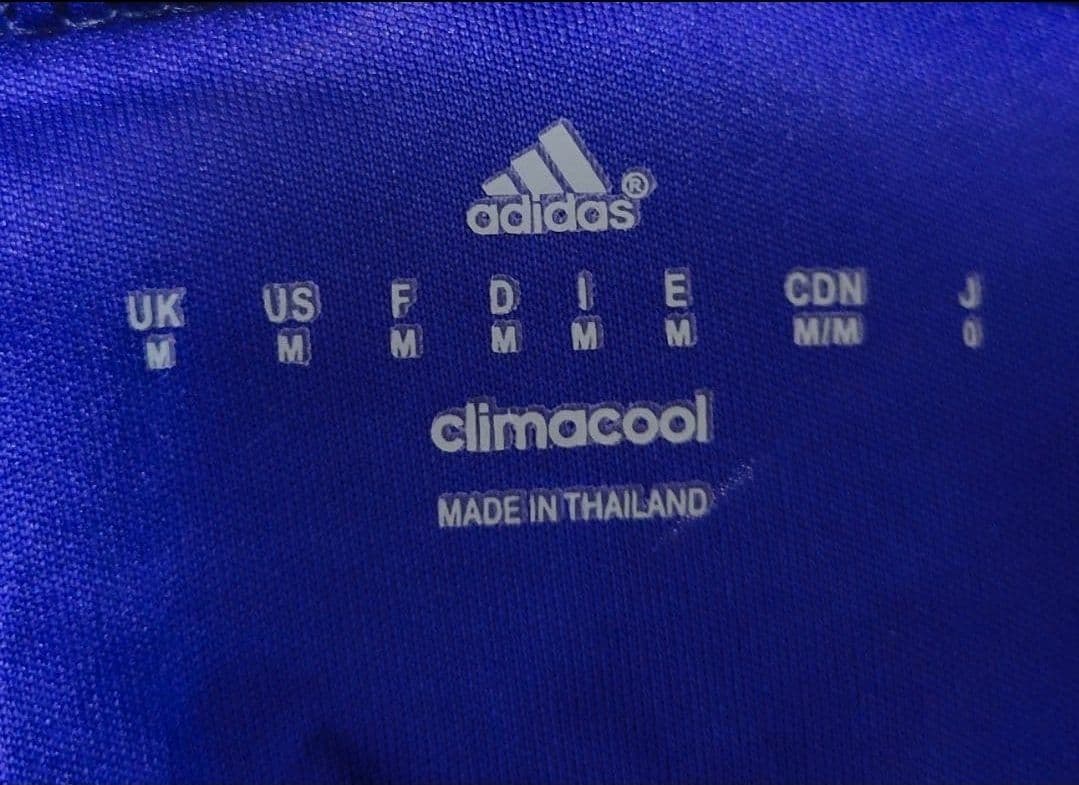 adidas®
UK US F D I E CDN J
M M M M M M M/M O
climacool
MADE IN THAILAND